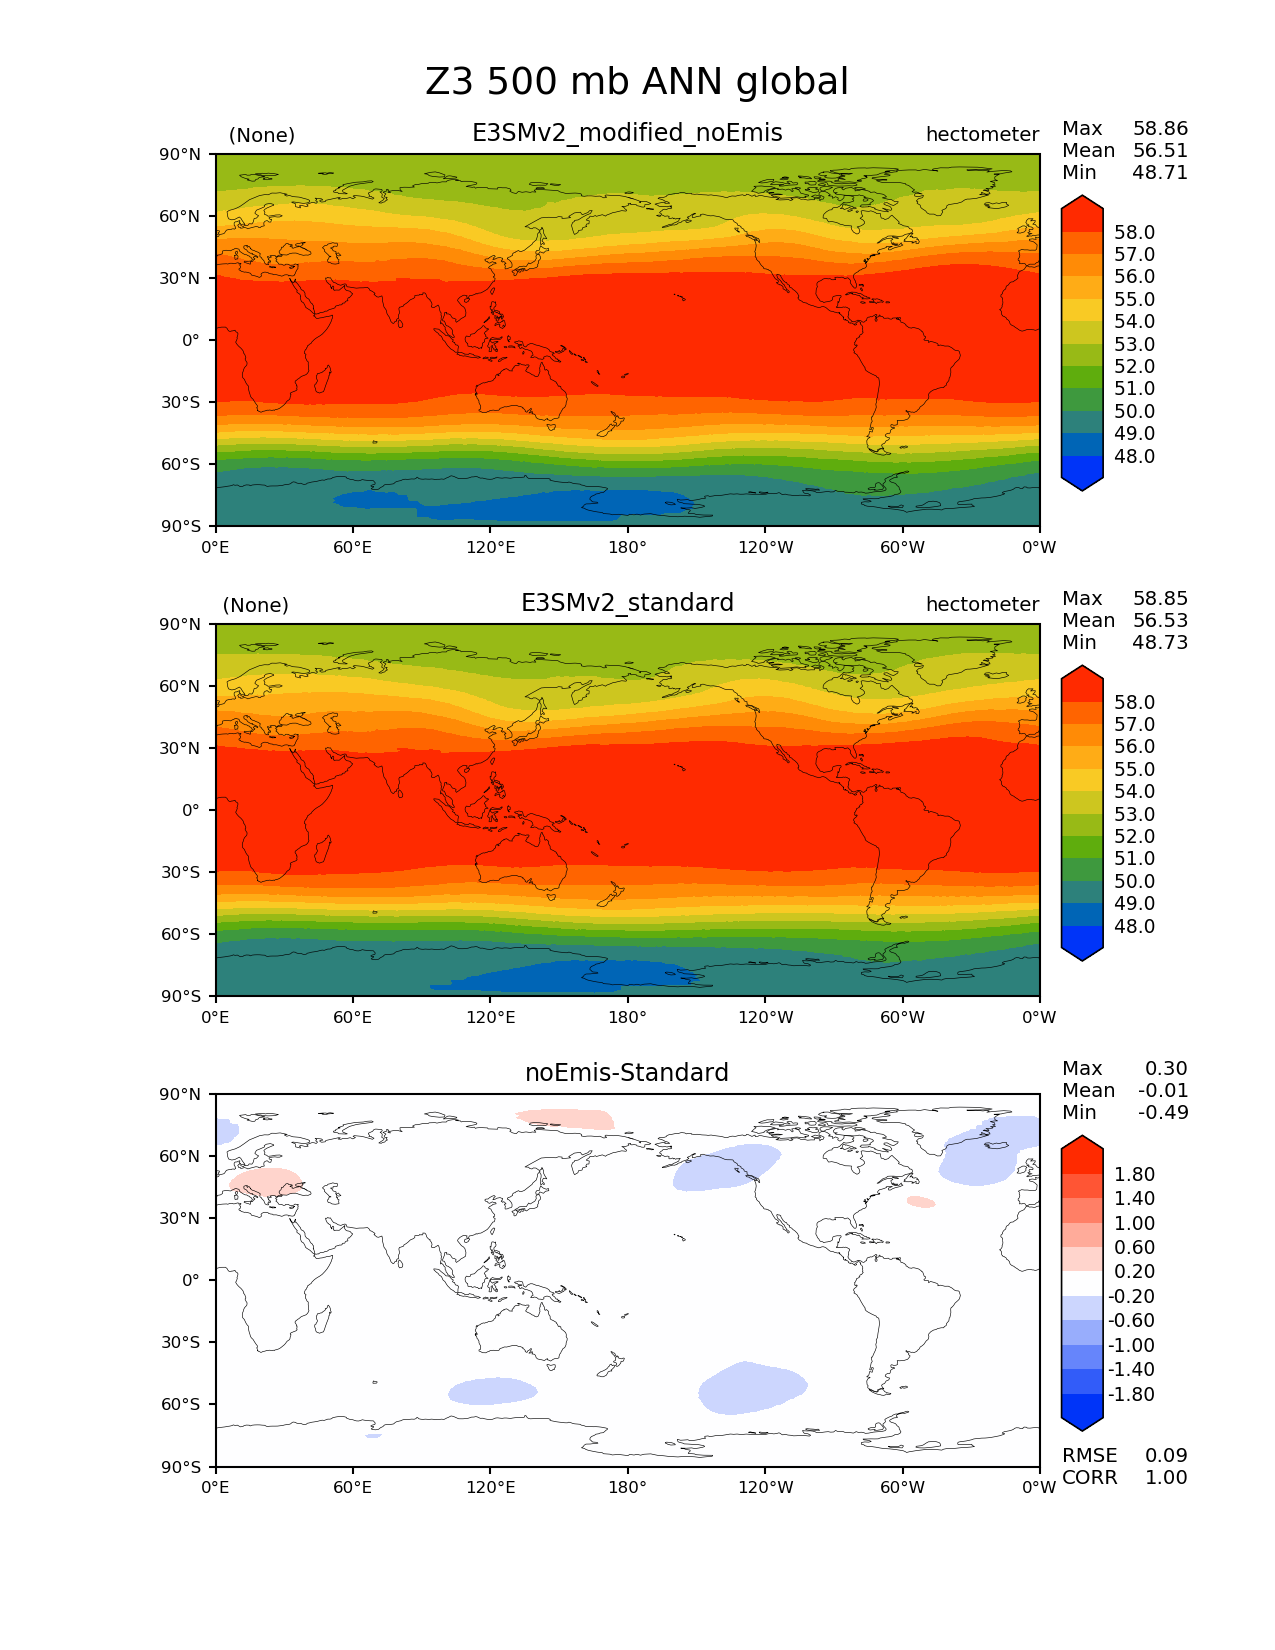 Z3 500 mb ANN global
(None) E3SMv2_modified_noEmis hectometer
Max 58.86
Mean 56.51
Min 48.71
90°N
60°N
30°N
0°
30°S
60°S
90°S
0°E 60°E 120°E 180° 120°W 60°W 0°W
58.0
57.0
56.0
55.0
54.0
53.0
52.0
51.0
50.0
49.0
48.0
(None) E3SMv2_standard hectometer
Max 58.85
Mean 56.53
Min 48.73
90°N
60°N
30°N
0°
30°S
60°S
90°S
0°E 60°E 120°E 180° 120°W 60°W 0°W
58.0
57.0
56.0
55.0
54.0
53.0
52.0
51.0
50.0
49.0
48.0
noEmis-Standard
Max 0.30
Mean -0.01
Min -0.49
90°N
60°N
30°N
0°
30°S
60°S
90°S
0°E 60°E 120°E 180° 120°W 60°W 0°W
1.80
1.40
1.00
0.60
0.20
-0.20
-0.60
-1.00
-1.40
-1.80
RMSE 0.09
CORR 1.00